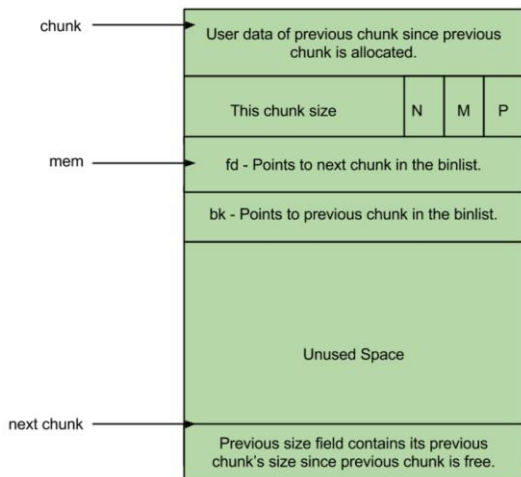 chunk
User data of previous chunk since previous
chunk is allocated.
This chunk size
N
M
P
mem
fd - Points to next chunk in the binlist.
bk - Points to previous chunk in the binlist.
Unused Space
next chunk
Previous size field contains its previous
chunk's size since previous chunk is free.